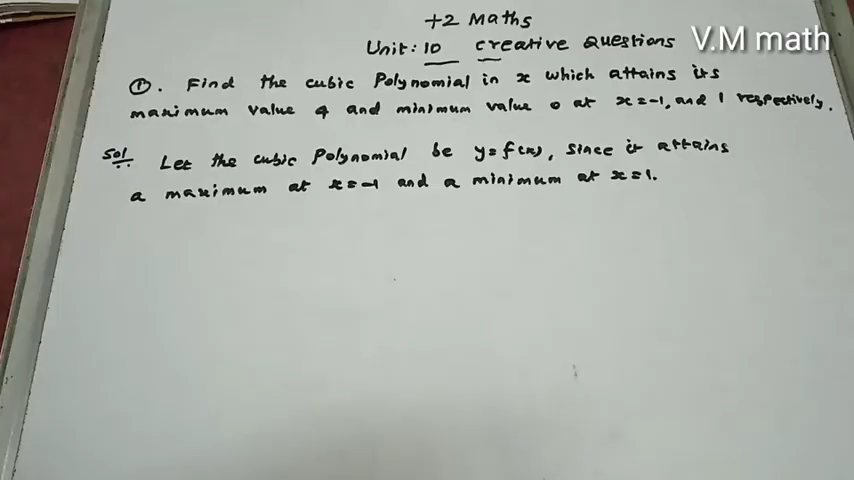 +2 Maths
Unit: 10 creative Questions V.M math
①. Find the cubic Polynomial in x which attains its
maximum value 4 and minimum value 0 at x=-1, and 1 respectively.
Sol Let the cubic Polynomial be y=f(x), since it attains
a maximum at x=-1 and a minimum at x=1.